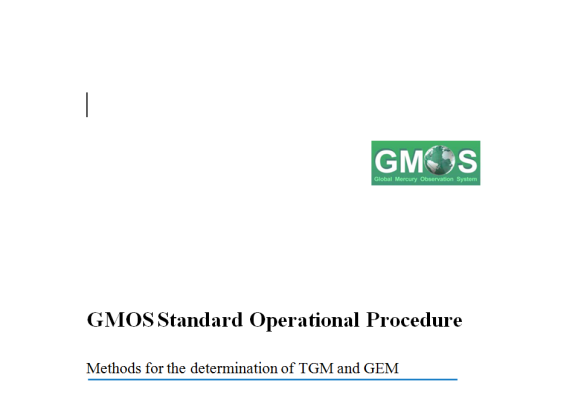 GMOS
Global Mercury Observation System
GMOS Standard Operational Procedure
Methods for the determination of TGM and GEM